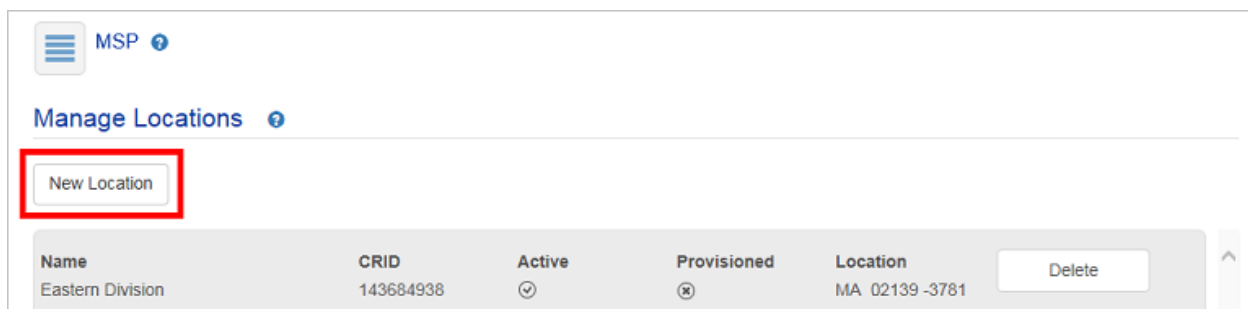 MSP
Manage Locations
New Location
Name CRID Active Provisioned Location Delete
Eastern Division 143684938 MA 02139 -3781